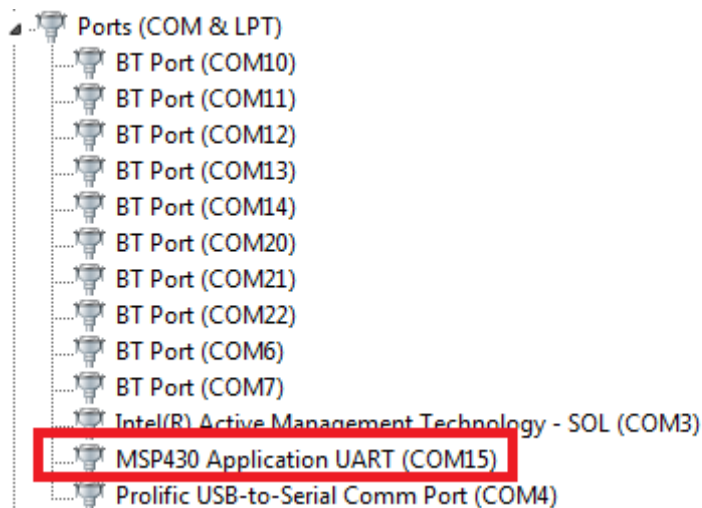 Ports (COM & LPT)
BT Port (COM10)
BT Port (COM11)
BT Port (COM12)
BT Port (COM13)
BT Port (COM14)
BT Port (COM20)
BT Port (COM21)
BT Port (COM22)
BT Port (COM6)
BT Port (COM7)
Intel(R) Active Management Technology - SOL (COM3)
MSP430 Application UART (COM15)
Prolific USB-to-Serial Comm Port (COM4)